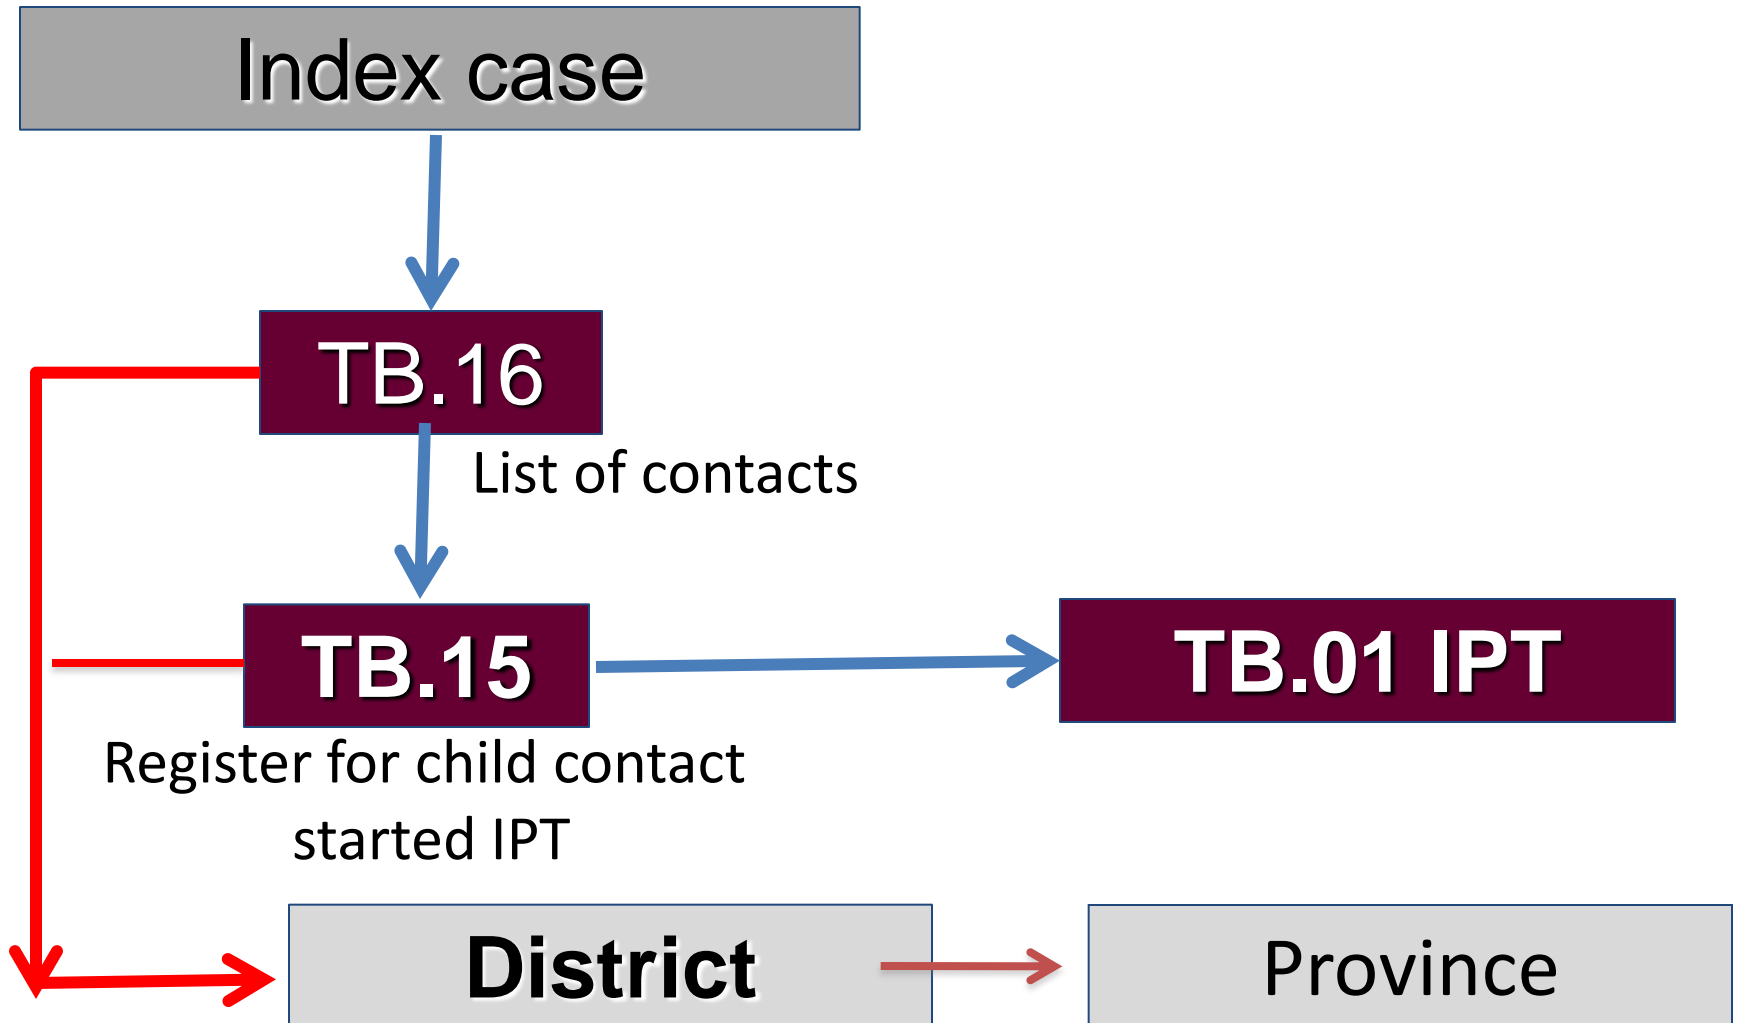 Index case
TB.16
List of contacts
TB.15
TB.01 IPT
Register for child contact
started IPT
District
Province